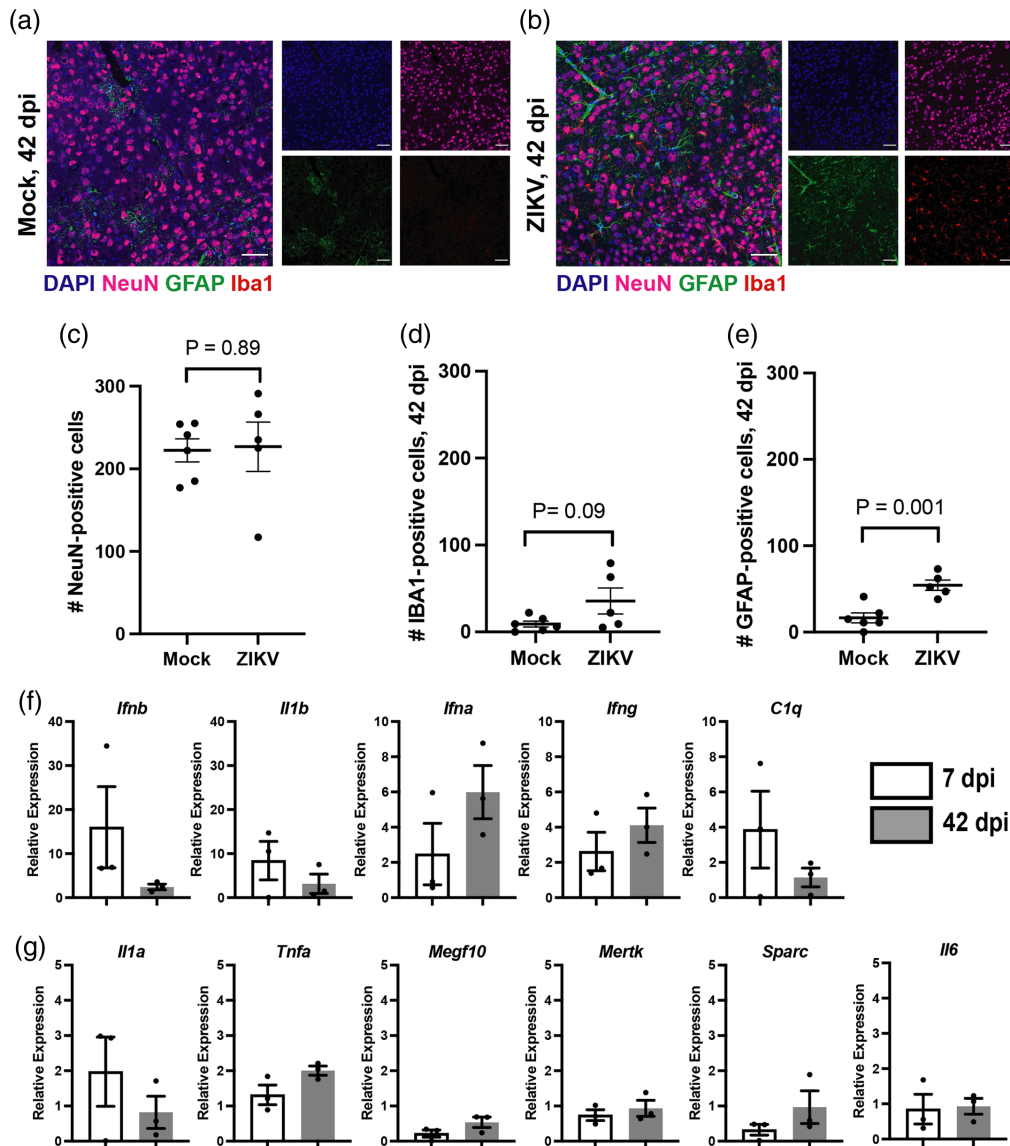 (a)
(b)
Mock, 42 dpi
ZIKV, 42 dpi
DAPI NeuN GFAP Iba1
DAPI NeuN GFAP Iba1
(c)
(d)
(e)
# NeuN-positive cells
300
200
100
0
P = 0.89
Mock ZIKV
# IBA1-positive cells, 42 dpi
300
200
100
0
P= 0.09
Mock ZIKV
# GFAP-positive cells, 42 dpi
300
200
100
0
P = 0.001
Mock ZIKV
(f)
Ifnb
Relative Expression
40
30
20
10
0
Il1b
Relative Expression
40
30
20
10
0
Ifna
Relative Expression
10
8
6
4
2
0
Ifng
Relative Expression
10
8
6
4
2
0
C1q
Relative Expression
10
8
6
4
2
0
7 dpi
42 dpi
(g)
Il1a
Relative Expression
5
4
3
2
1
0
Tnfa
Relative Expression
5
4
3
2
1
0
Megf10
Relative Expression
5
4
3
2
1
0
Mertk
Relative Expression
5
4
3
2
1
0
Sparc
Relative Expression
5
4
3
2
1
0
Il6
Relative Expression
5
4
3
2
1
0